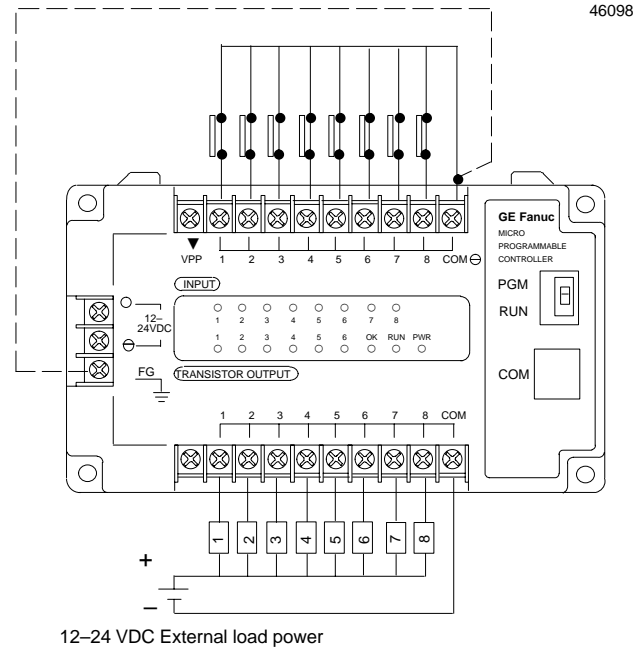 46098
GE Fanuc
MICRO
PROGRAMMABLE
CONTROLLER
VPP 1 2 3 4 5 6 7 8 COM
PGM
INPUT
RUN
12–
24VDC
1 2 3 4 5 6 7 8
1 2 3 4 5 6 OK RUN PWR
FG
TRANSISTOR OUTPUT
COM
1 2 3 4 5 6 7 8 COM
1 2 3 4 5 6 7 8
+
–
12–24 VDC External load power